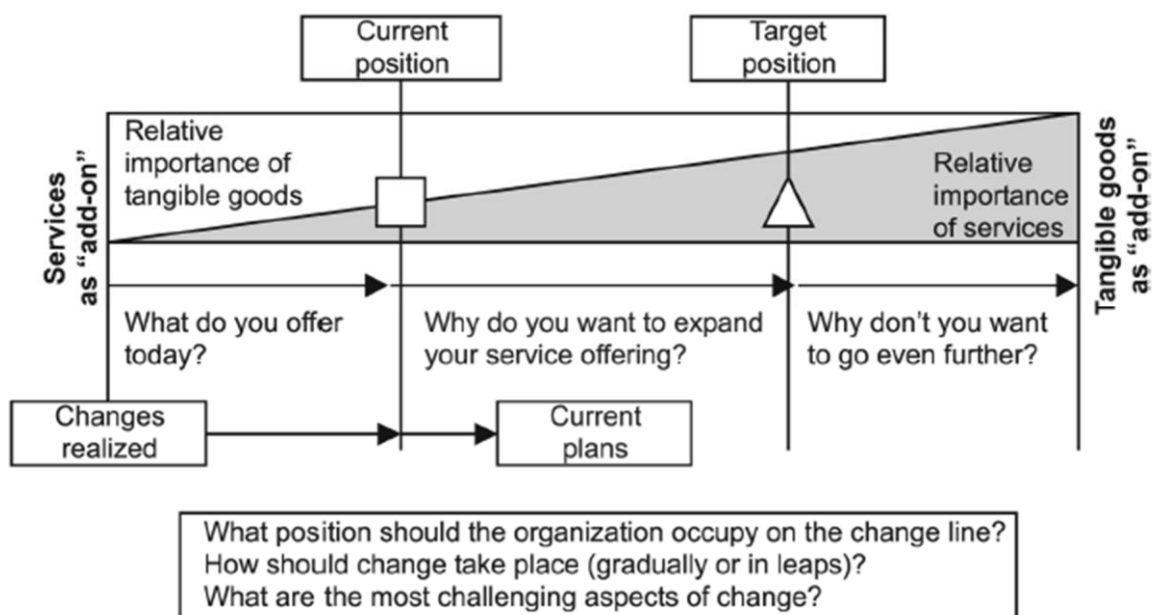 Current
position
Target
position
Services
as “add-on”
Relative
importance of
tangible goods
Relative
importance
of services
Tangible goods
as “add-on”
What do you offer
today?
Why do you want to expand
your service offering?
Why don’t you want
to go even further?
Changes
realized
Current
plans
What position should the organization occupy on the change line?
How should change take place (gradually or in leaps)?
What are the most challenging aspects of change?